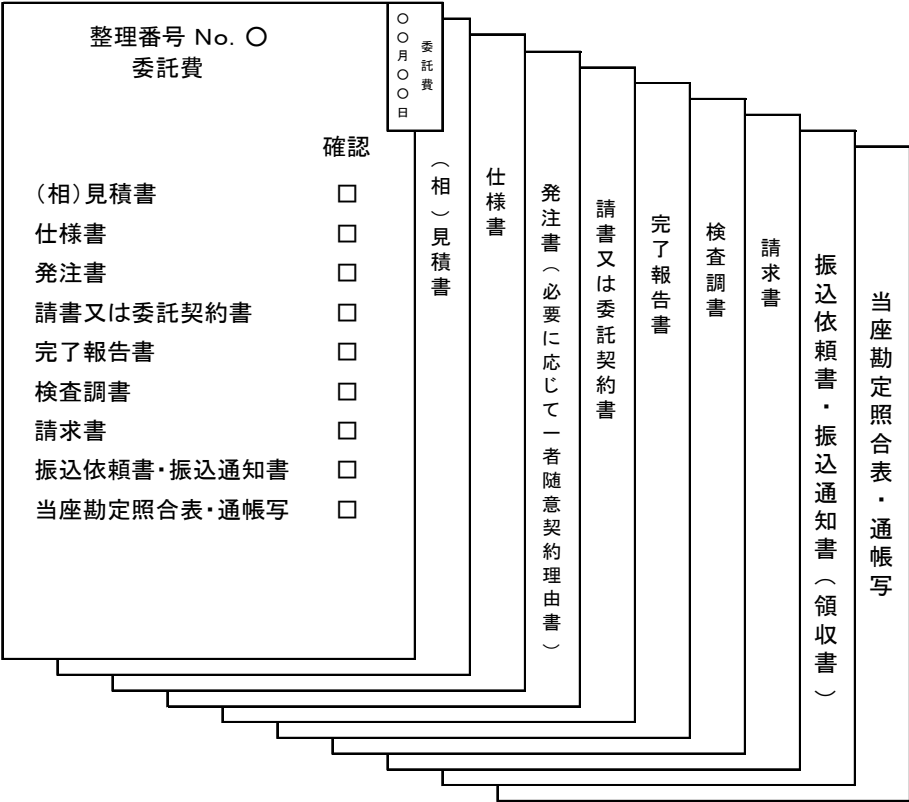 整理番号 No. ○
委託費
委託費
○○月○○日
確認
(相)見積書 □
仕様書 □
発注書 □
請書又は委託契約書 □
完了報告書 □
検査調書 □
請求書 □
振込依頼書・振込通知書 □
当座勘定照合表・通帳写 □
(相)見積書
仕様書
発注書(必要に応じて一者随意契約理由書)
請書又は委託契約書
完了報告書
検査調書
請求書
振込依頼書・振込通知書(領収書)
当座勘定照合表・通帳写